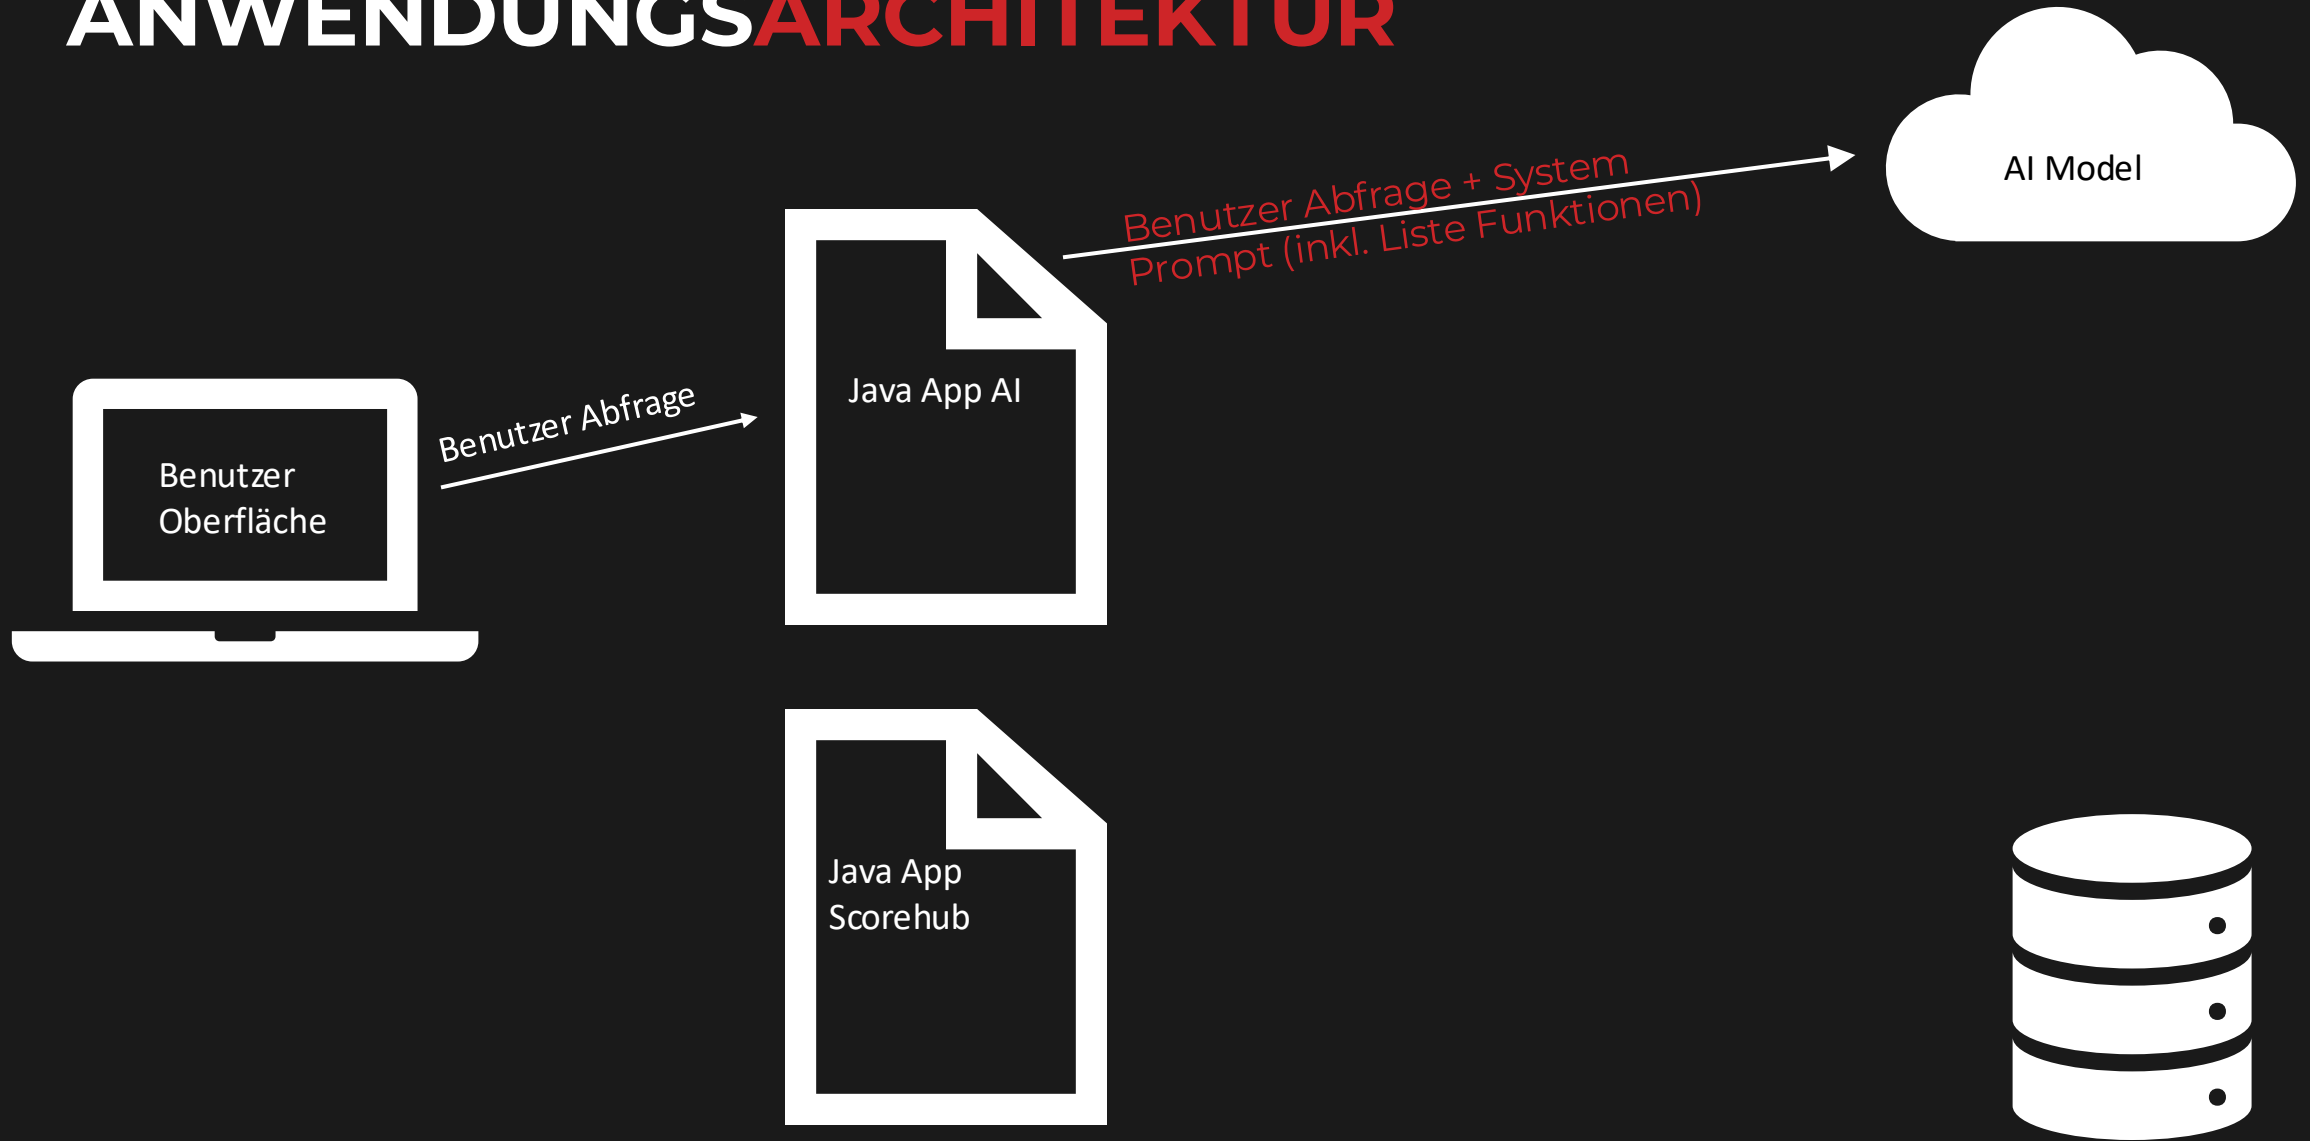 ANWENDUNGSARCHITEKTUR
AI Model
Benutzer Abfrage + System
Prompt (inkl. Liste Funktionen)
Java App AI
Benutzer Abfrage
Benutzer
Oberfläche
Java App
Scorehub